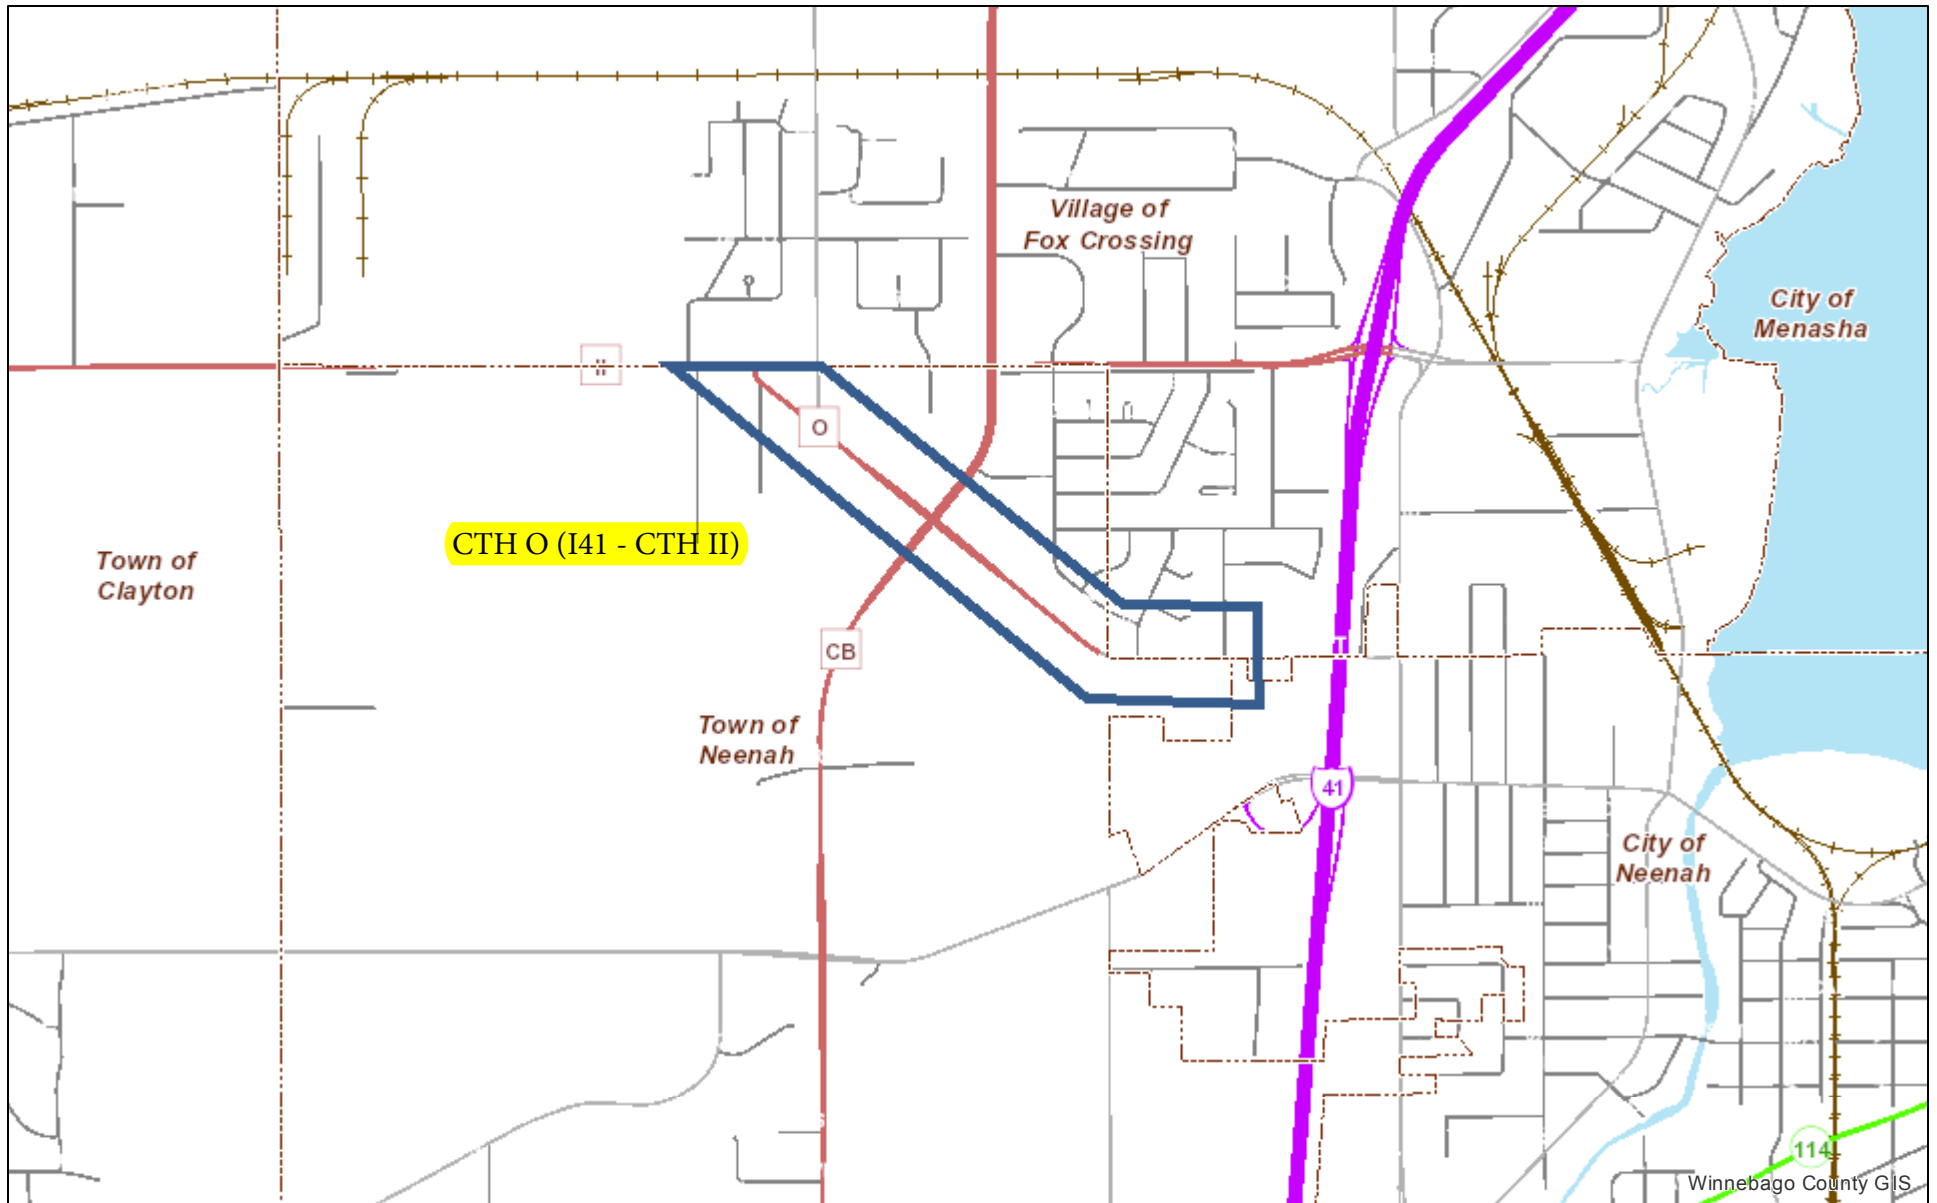 Village of
Fox Crossing
City of
Menasha
II
O
CTH O (I41 - CTH II)
Town of
Clayton
CB
Town of
Neenah
41
City of
Neenah
114
Winnebago County GIS